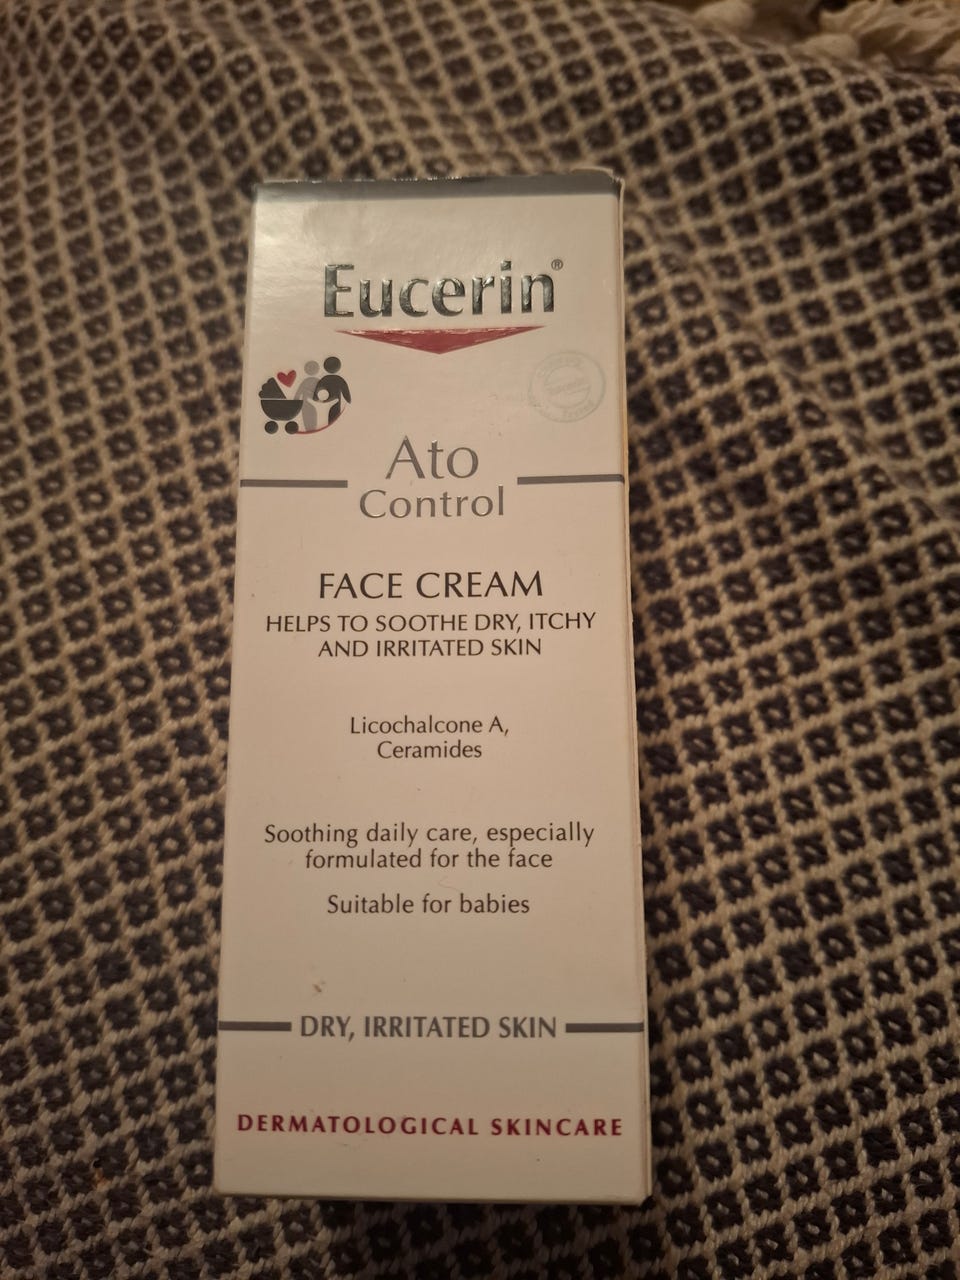 Eucerin®
Ato
Control
FACE CREAM
HELPS TO SOOTHE DRY, ITCHY
AND IRRITATED SKIN
Licochalcone A,
Ceramides
Soothing daily care, especially
formulated for the face
Suitable for babies
DRY, IRRITATED SKIN
DERMATOLOGICAL SKINCARE